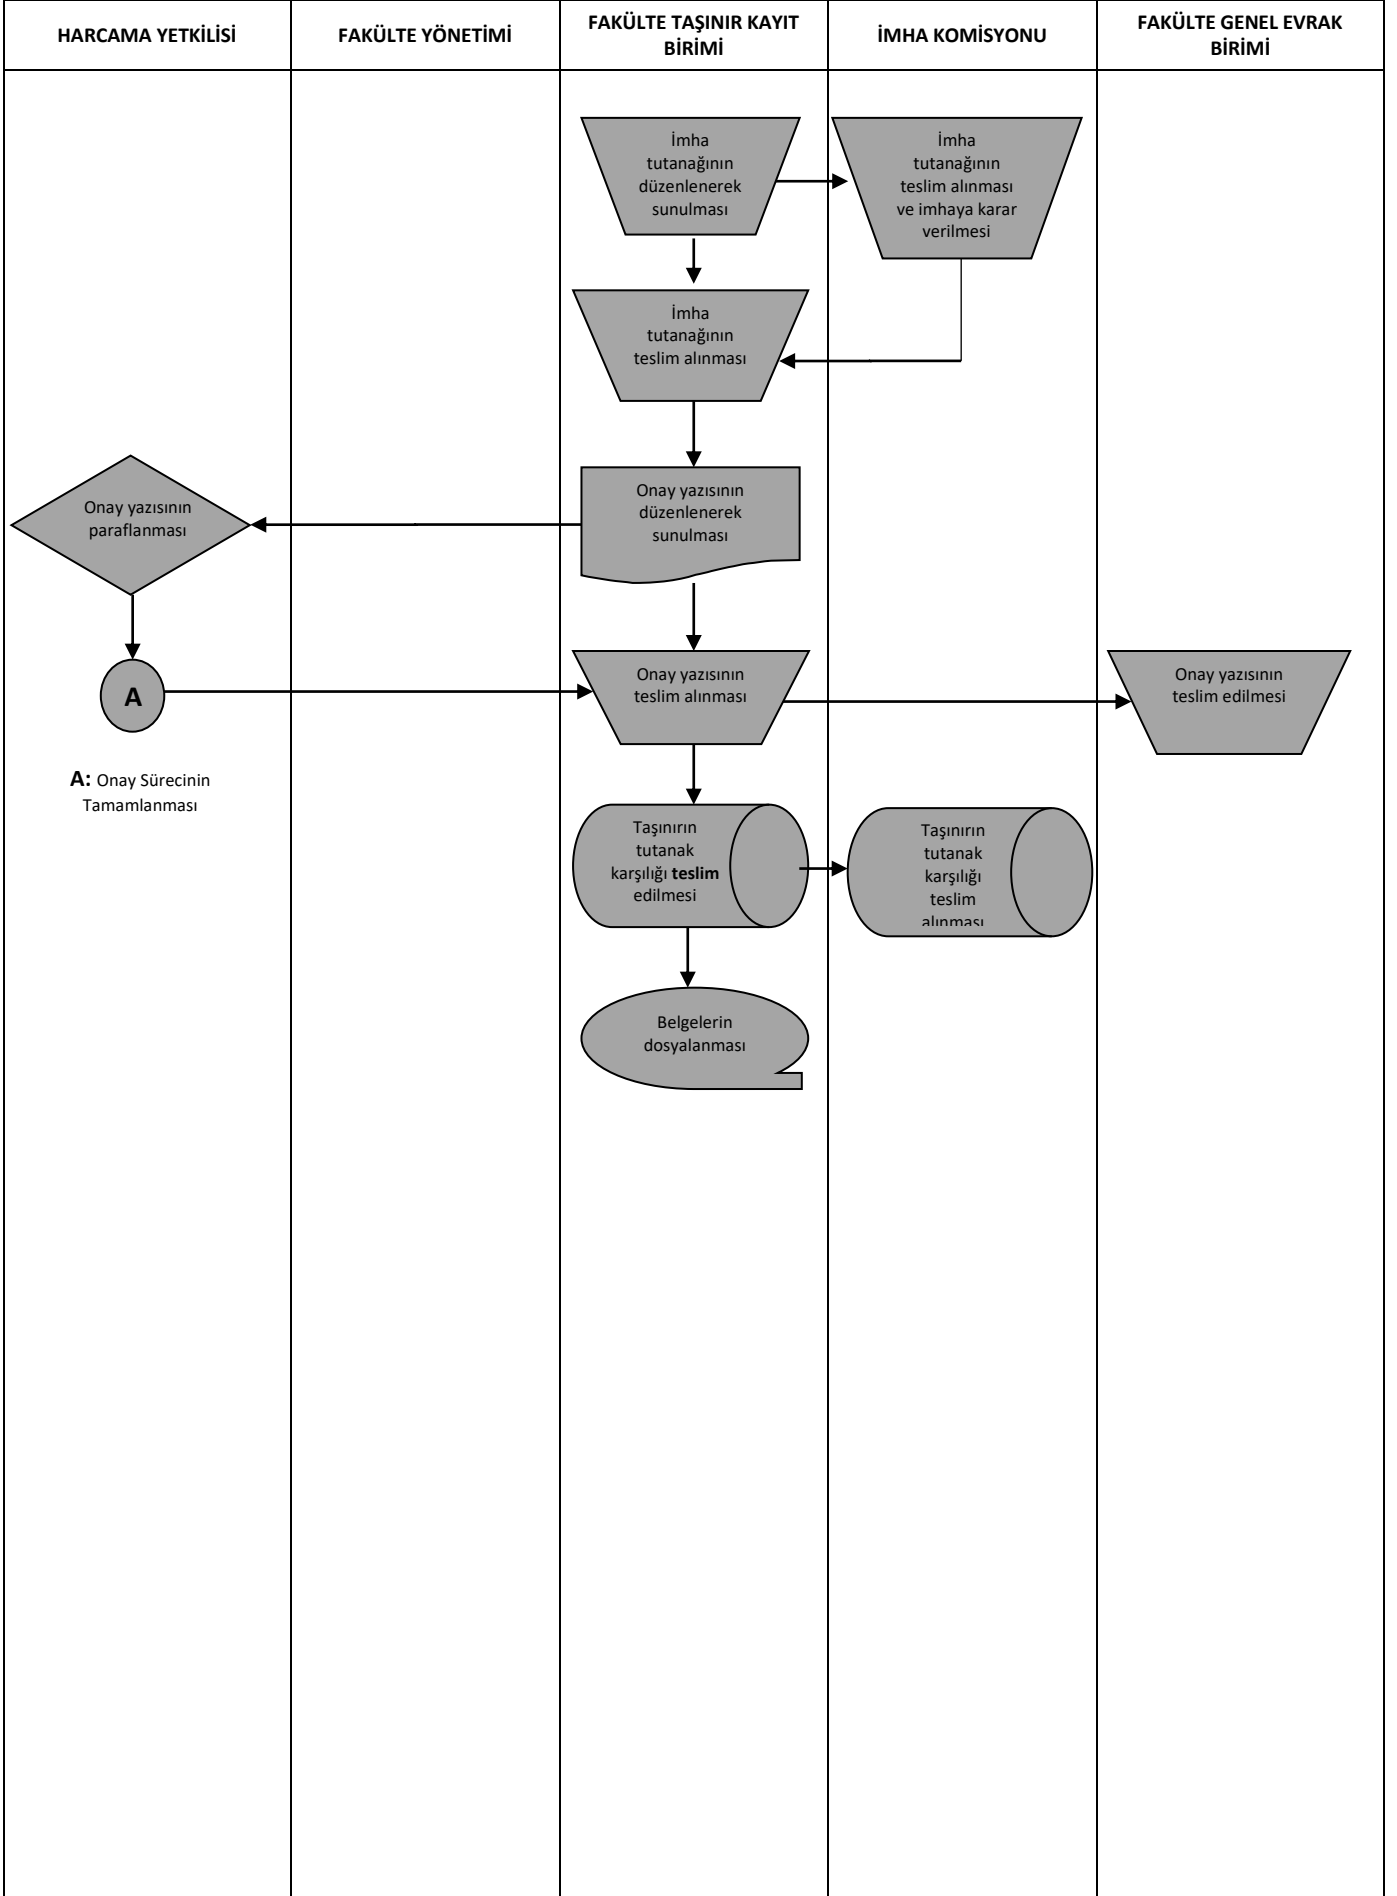 HARCAMA YETKİLİSİ
FAKÜLTE YÖNETİMİ
FAKÜLTE TAŞINIR KAYIT
BİRİMİ
İMHA KOMİSYONU
FAKÜLTE GENEL EVRAK
BİRİMİ
İmha
tutanağının
düzenlenerek
sunulması
İmha
tutanağının
teslim alınması
ve imhaya karar
verilmesi
İmha
tutanağının
teslim alınması
Onay yazısının
paraflanması
Onay yazısının
düzenlenerek
sunulması
A
Onay yazısının
teslim alınması
Onay yazısının
teslim edilmesi
A: Onay Sürecinin
Tamamlanması
Taşınırın
tutanak
karşılığı teslim
edilmesi
Taşınırın
tutanak
karşılığı
teslim
alınması
Belgelerin
dosyalanması